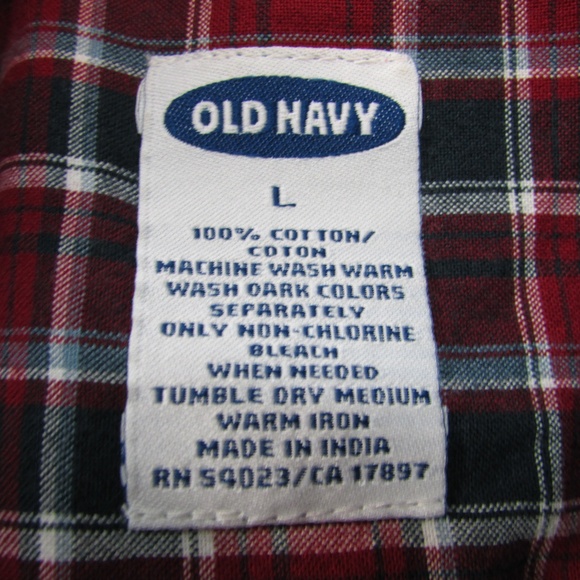 OLD NAVY
L
100% COTTON/
COTON
MACHINE WASH WARM
WASH DARK COLORS
SEPARATELY
ONLY NON-CHLORINE
BLEACH
WHEN NEEDED
TUMBLE DRY MEDIUM
WARM IRON
MADE IN INDIA
RN 54023/CA 17897